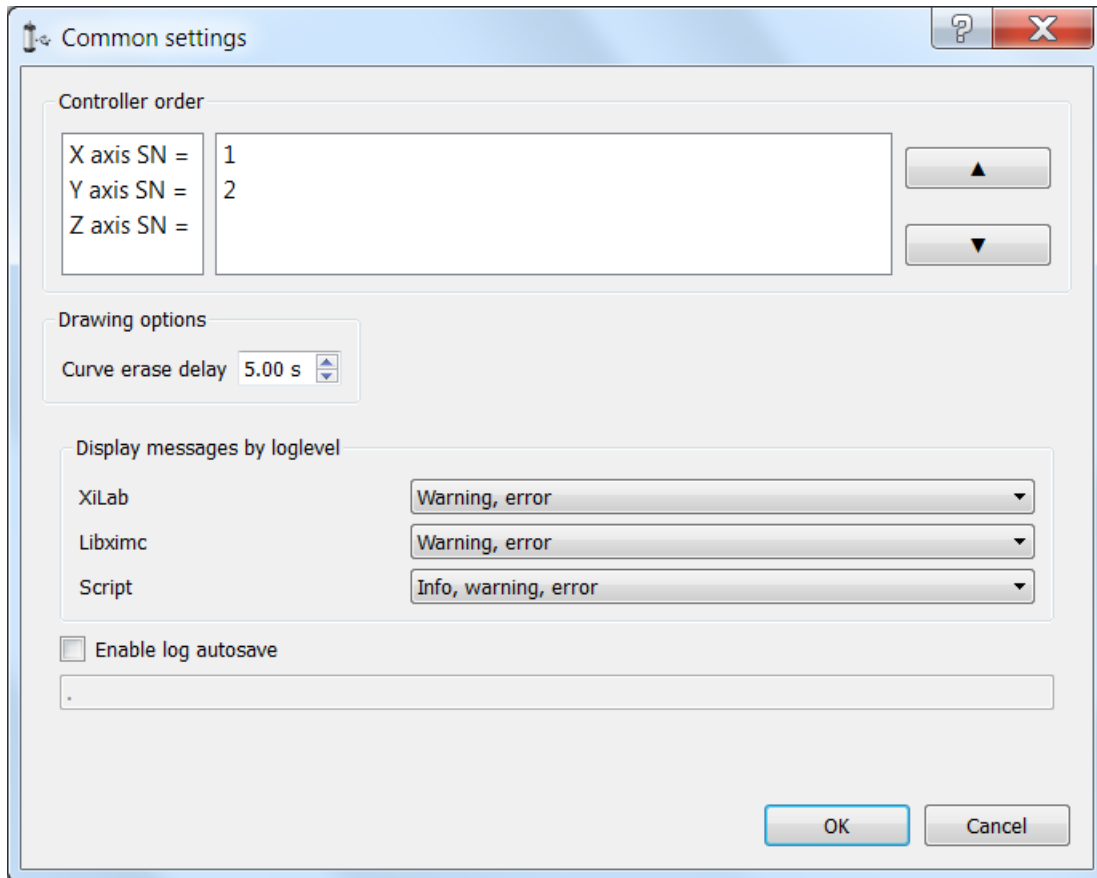 Common settings
Controller order
X axis SN = 1
Y axis SN = 2
Z axis SN =
▲
▼
Drawing options
Curve erase delay 5.00 s
Display messages by loglevel
XiLab Warning, error
Libximc Warning, error
Script Info, warning, error
Enable log autosave
.
OK Cancel